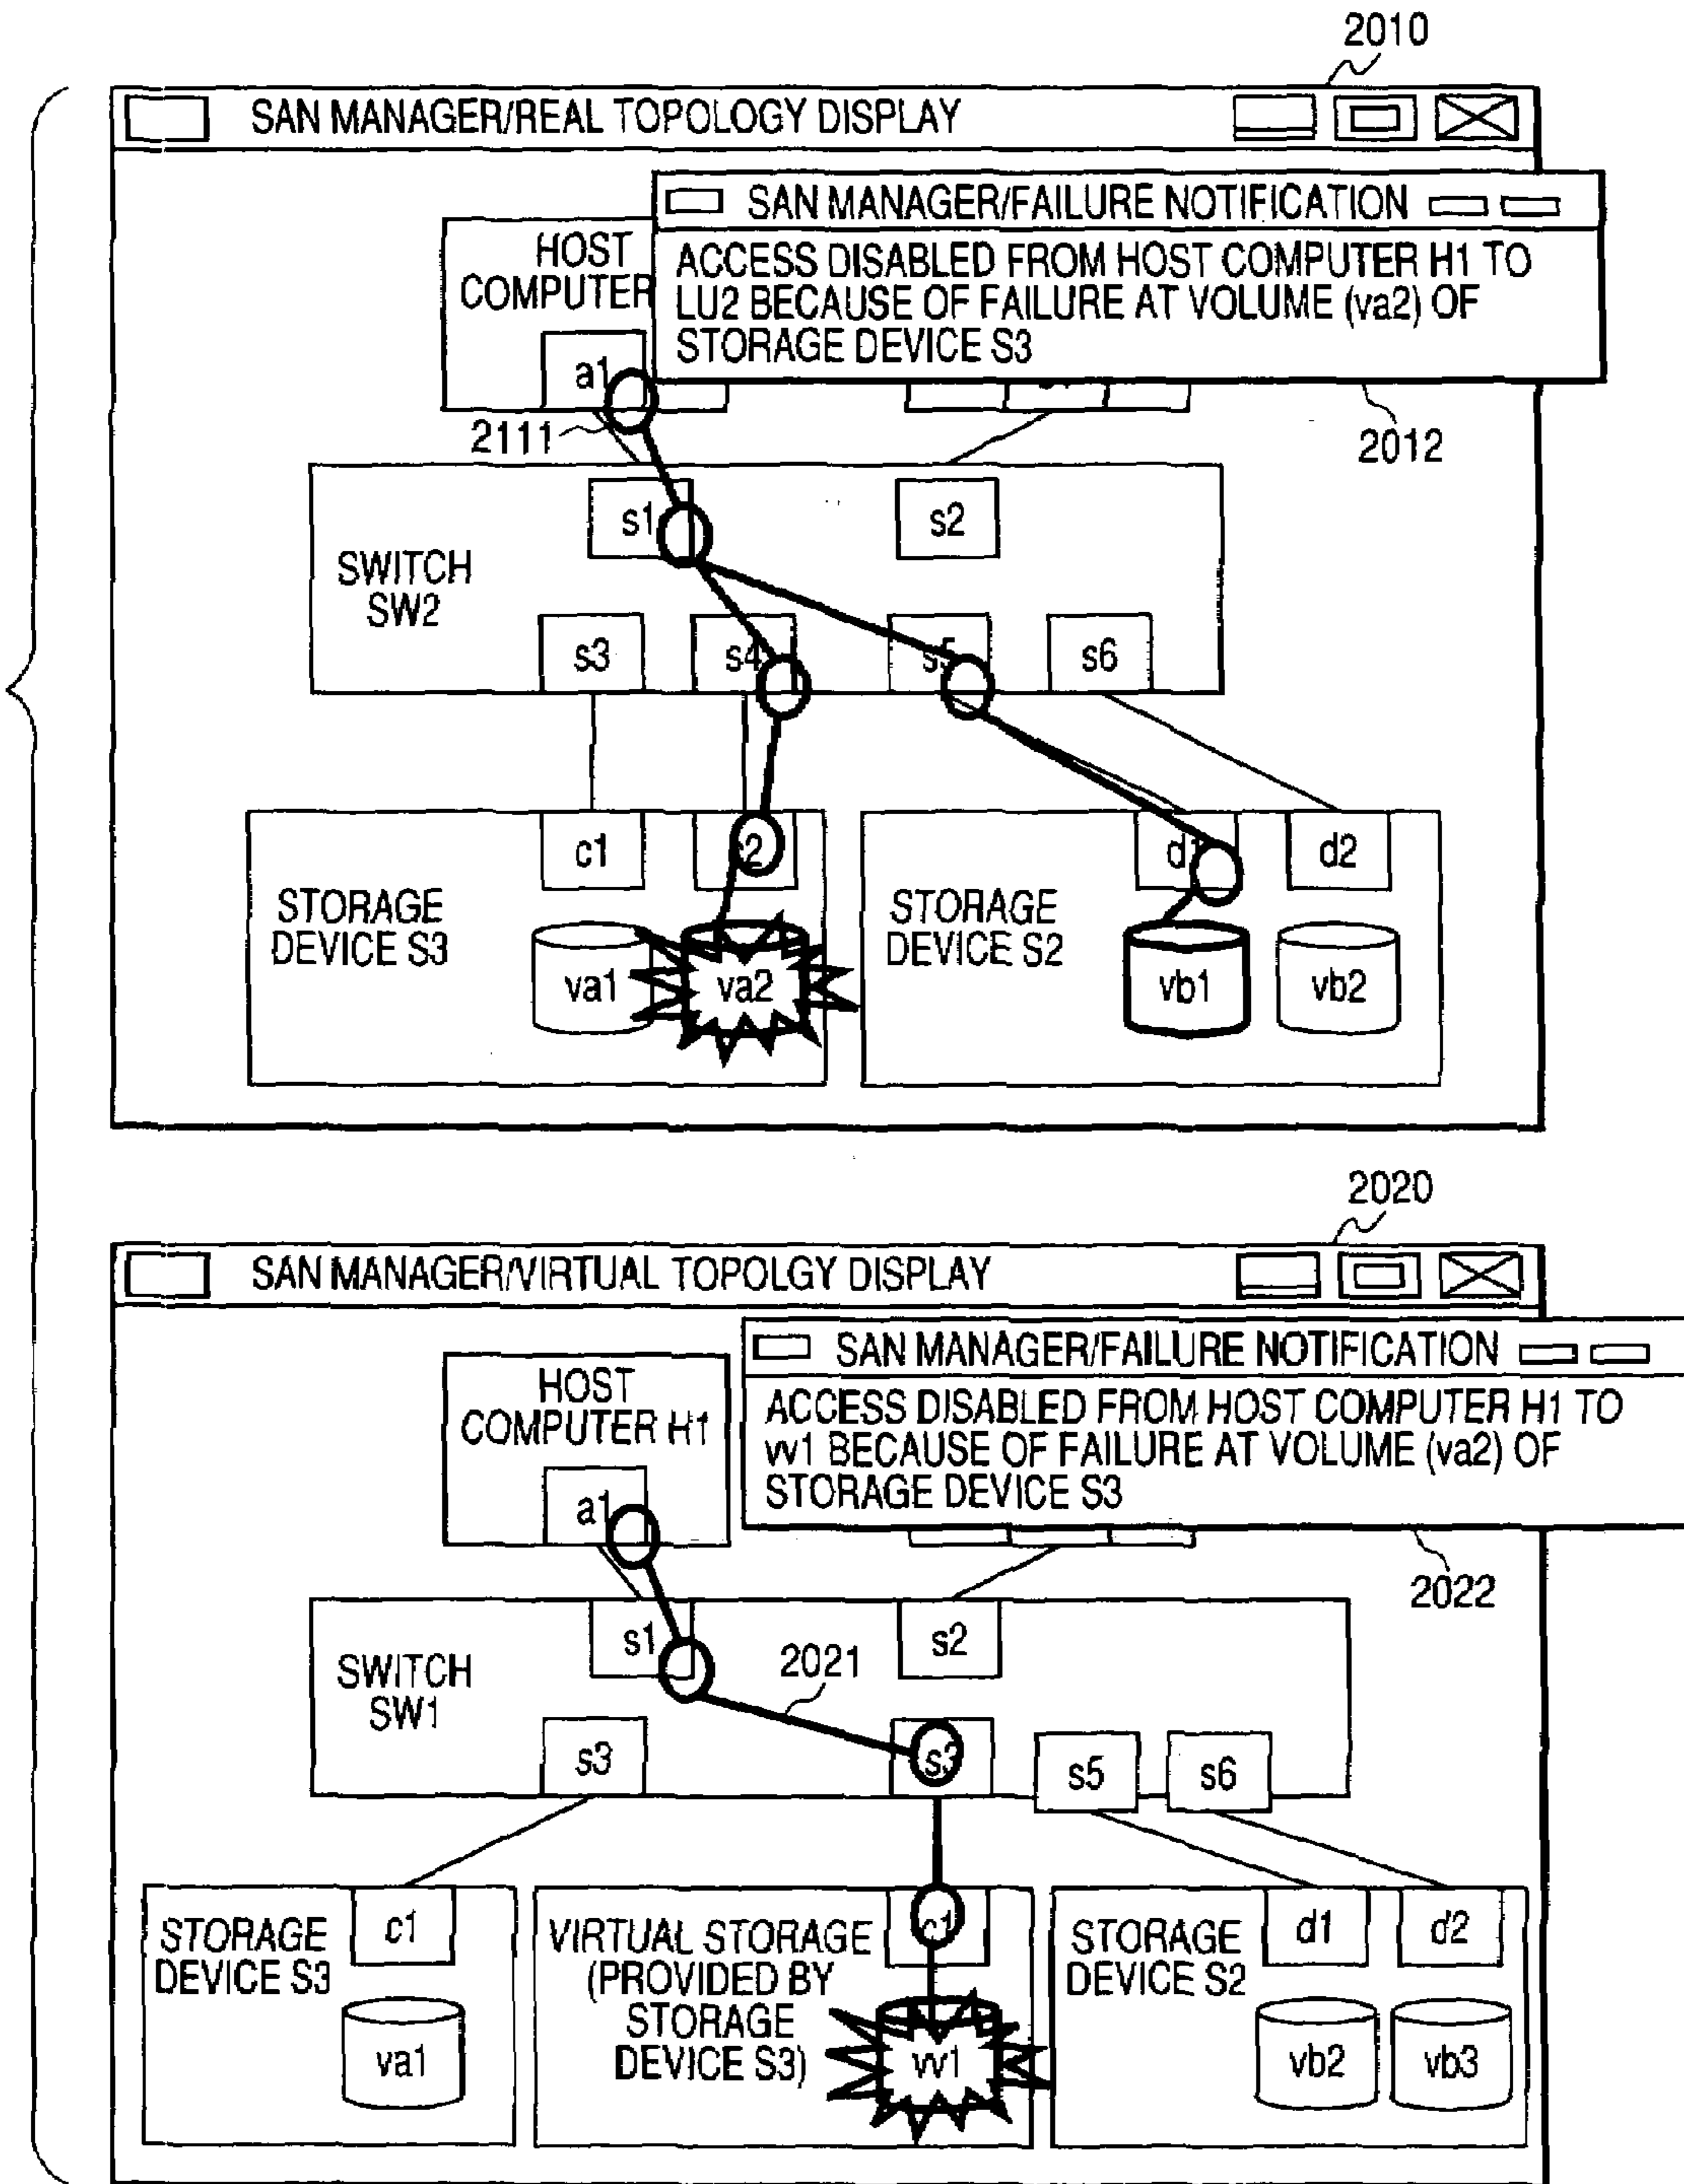 2010
SAN MANAGER/REAL TOPOLOGY DISPLAY
SAN MANAGER/FAILURE NOTIFICATION
HOST
COMPUTER
ACCESS DISABLED FROM HOST COMPUTER H1 TO
LU2 BECAUSE OF FAILURE AT VOLUME (va2) OF
STORAGE DEVICE S3
a1
2111
2012
s1
s2
SWITCH
SW2
s3
s4
s5
s6
c1
2
d1
d2
STORAGE
DEVICE S3
STORAGE
DEVICE S2
va1
va2
vb1
vb2
2020
SAN MANAGER/VIRTUAL TOPOLGY DISPLAY
SAN MANAGER/FAILURE NOTIFICATION
HOST
COMPUTER H1
ACCESS DISABLED FROM HOST COMPUTER H1 TO
vv1 BECAUSE OF FAILURE AT VOLUME (va2) OF
STORAGE DEVICE S3
a1
2022
s1
s2
2021
SWITCH
SW1
s3
s3
s5
s6
STORAGE
DEVICE S3
c1
VIRTUAL STORAGE
(PROVIDED BY
STORAGE
DEVICE S3)
c1
STORAGE
DEVICE S2
d1
d2
va1
vv1
vb2
vb3